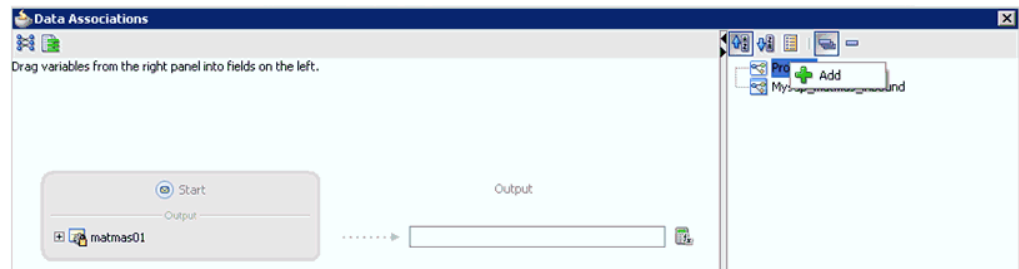 Data Associations
Drag variables from the right panel into fields on the left.
Add
Start
Output
Output
matmas01